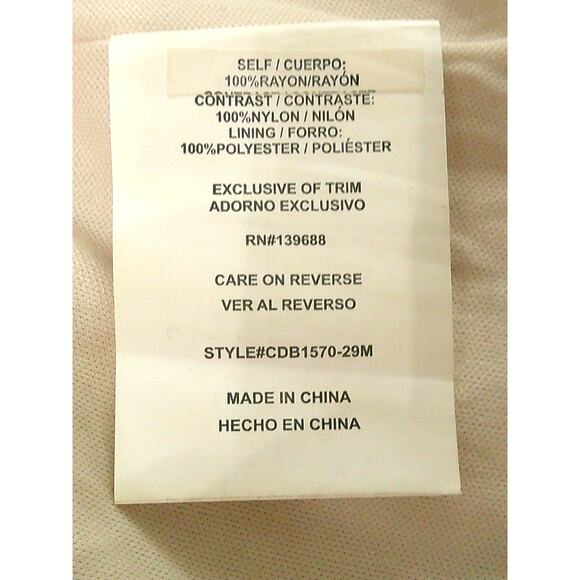 SELF / CUERPO:
100%RAYON/RAYÓN
CONTRAST / CONTRASTE:
100%NYLON / NILÓN
LINING / FORRO:
100%POLYESTER / POLIÉSTER
EXCLUSIVE OF TRIM
ADORNO EXCLUSIVO
RN#139688
CARE ON REVERSE
VER AL REVERSO
STYLE#CDB1570-29M
MADE IN CHINA
HECHO EN CHINA